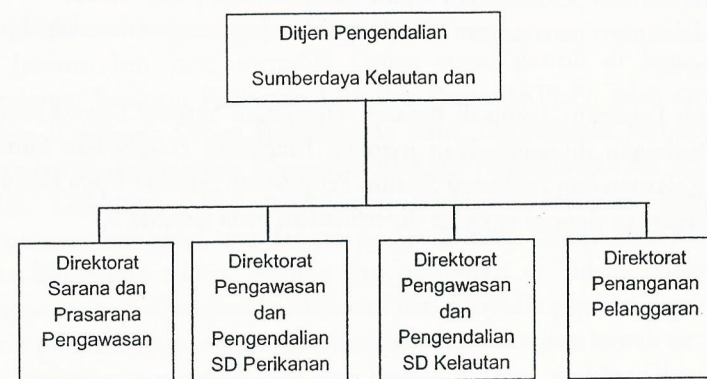 Ditjen Pengendalian
Sumberdaya Kelautan dan
Direktorat
Sarana dan
Prasarana
Pengawasan
Direktorat
Pengawasan
dan
Pengendalian
SD Perikanan
Direktorat
Pengawasan
dan
Pengendalian
SD Kelautan
Direktorat
Penanganan
Pelanggaran